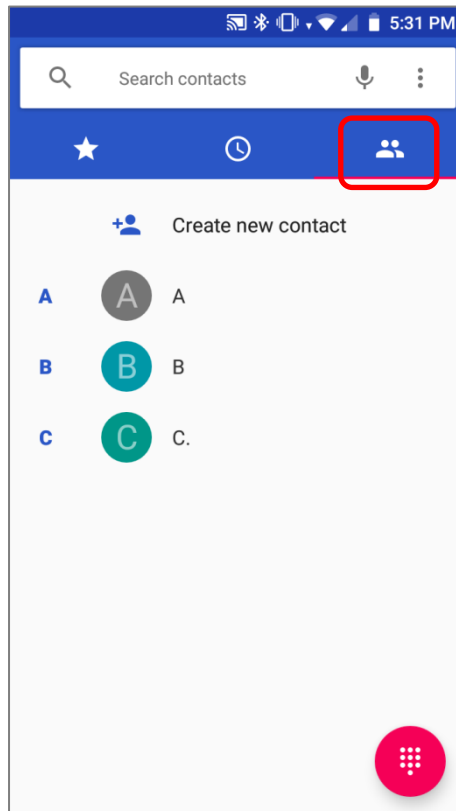 5:31 PM
Search contacts
Create new contact
A A A
B B B
C C C.